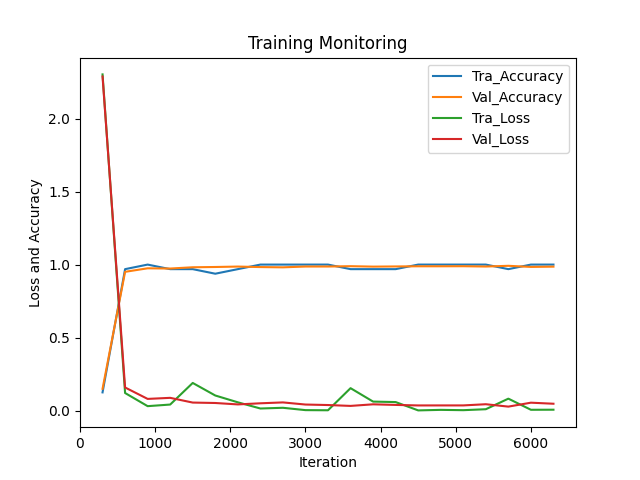 Training Monitoring
Tra_Accuracy
Val_Accuracy
Tra_Loss
Val_Loss
Loss and Accuracy
2.0
1.5
1.0
0.5
0.0
0 1000 2000 3000 4000 5000 6000
Iteration